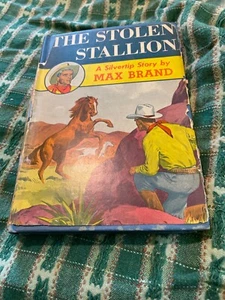 THE STOLEN
STALLION
A Silvertip Story by
MAX BRAND